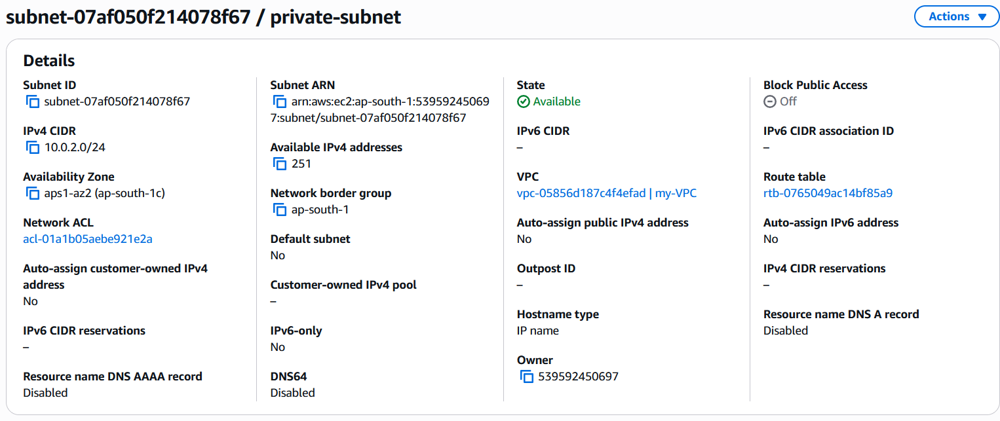 subnet-07af050f214078f67 / private-subnet
Actions
Details
Subnet ID
subnet-07af050f214078f67
IPv4 CIDR
10.0.2.0/24
Availability Zone
aps1-az2 (ap-south-1c)
Network ACL
acl-01a1b05aebe921e2a
Auto-assign customer-owned IPv4
address
No
IPv6 CIDR reservations
–
Resource name DNS AAAA record
Disabled
Subnet ARN
arn:aws:ec2:ap-south-1:53959245069
7:subnet/subnet-07af050f214078f67
Available IPv4 addresses
251
Network border group
ap-south-1
Default subnet
No
Customer-owned IPv4 pool
–
IPv6-only
No
DNS64
Disabled
State
Available
IPv6 CIDR
–
VPC
vpc-05856d187c4f4efad | my-VPC
Auto-assign public IPv4 address
No
Outpost ID
–
Hostname type
IP name
Owner
539592450697
Block Public Access
Off
IPv6 CIDR association ID
–
Route table
rtb-0765049ac14bf85a9
Auto-assign IPv6 address
No
IPv4 CIDR reservations
–
Resource name DNS A record
Disabled